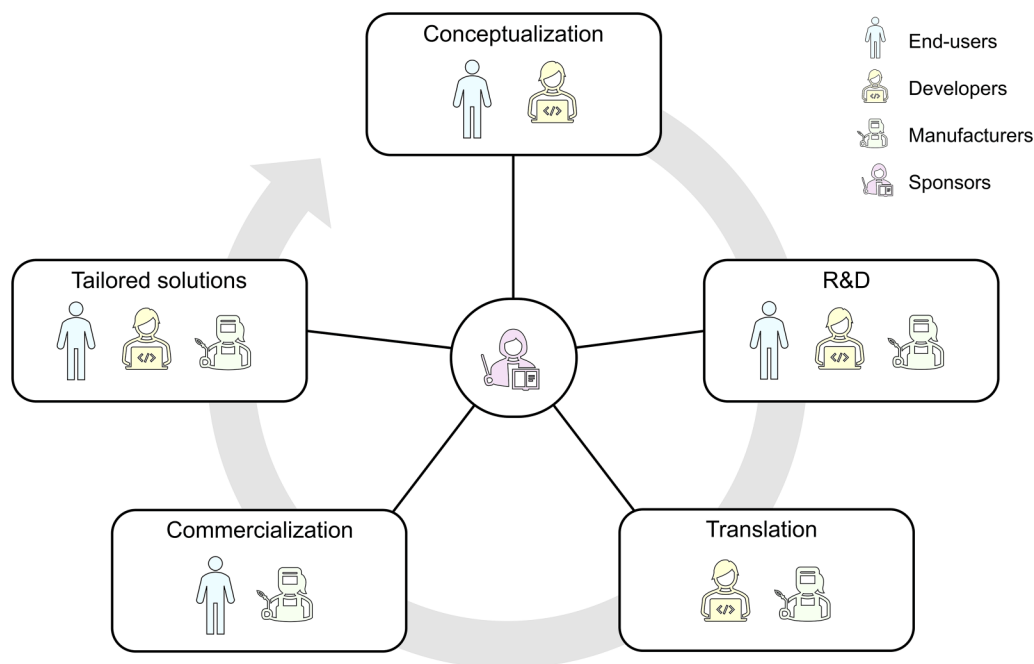 Conceptualization
End-users
Developers
Manufacturers
Sponsors
Tailored solutions
R&D
Commercialization
Translation